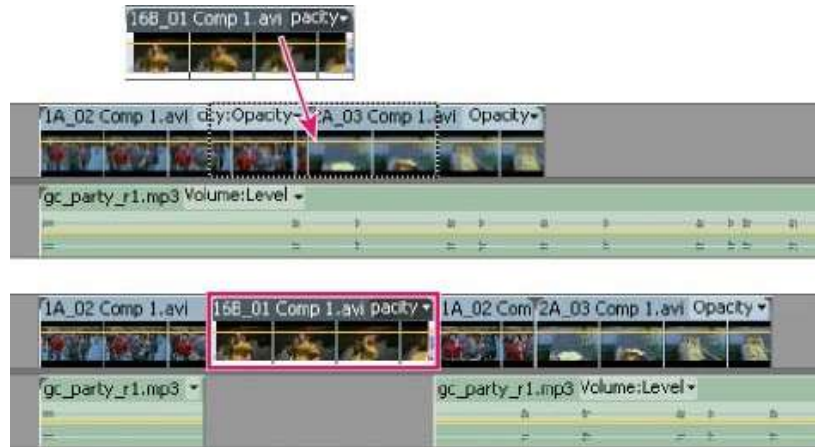 16B_01 Comp 1.avi pacity
1A_02 Comp 1.avi city:Opacity 2A_03 Comp 1.avi Opacity
gc_party_r1.mp3 Volume:Level
1A_02 Comp 1.avi 16B_01 Comp 1.avi pacity 1A_02 Com 2A_03 Comp 1.avi Opacity
gc_party_r1.mp3 gc_party_r1.mp3 Volume:Level